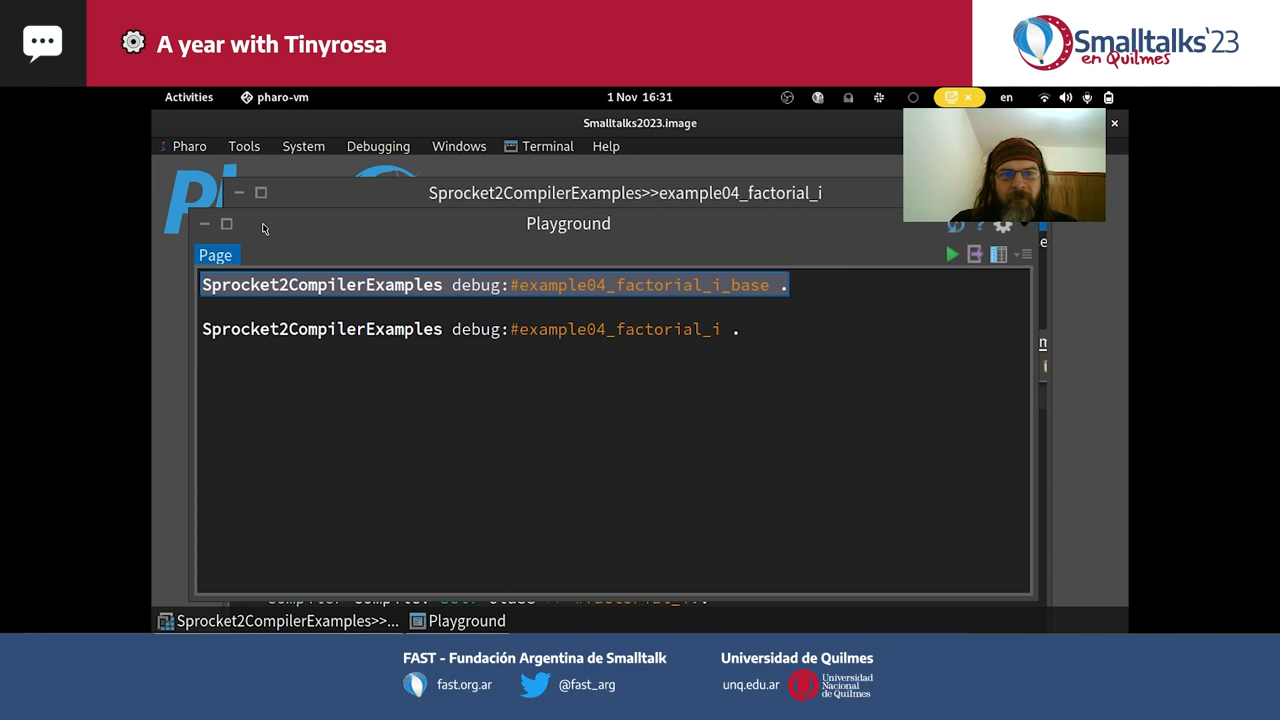 A year with Tinyrossa
Smalltalks'23
en Quilmes
Activities pharo-vm 1 Nov 16:31 en
Smalltalks2023.image
Pharo Tools System Debugging Windows Terminal Help
Sprocket2CompilerExamples>>example04_factorial_i
Playground
Page
Sprocket2CompilerExamples debug:#example04_factorial_i_base .
Sprocket2CompilerExamples debug:#example04_factorial_i .
Sprocket2CompilerExamples>>... Playground
FAST - Fundación Argentina de Smalltalk
fast.org.ar @fast_arg
Universidad de Quilmes
unq.edu.ar
Universidad
Nacional
de Quilmes